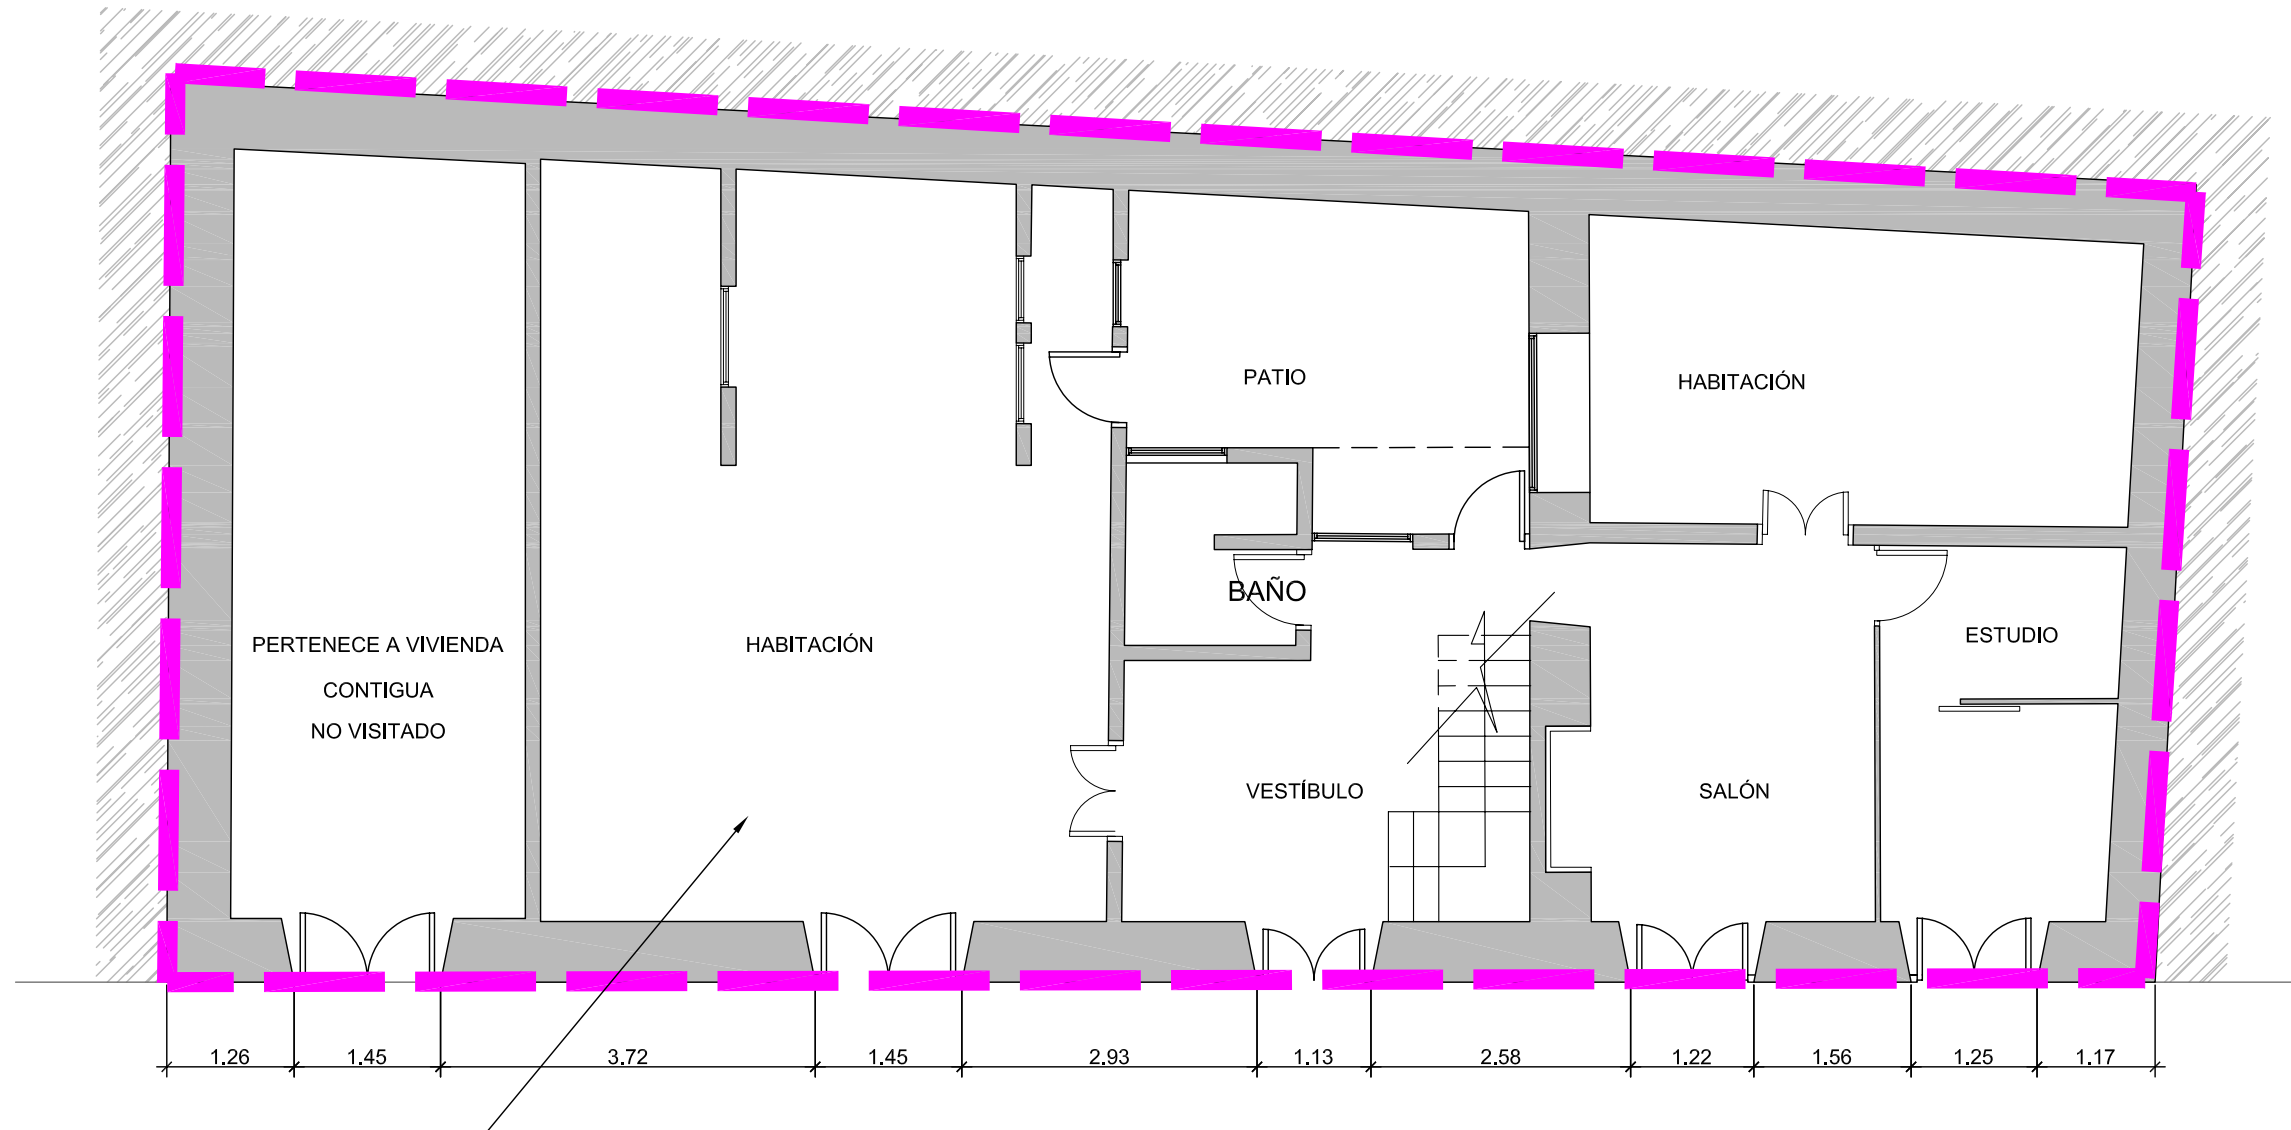 PATIO
HABITACIÓN
BAÑO
ESTUDIO
PERTENECE A VIVIENDA
CONTIGUA
NO VISITADO
HABITACIÓN
VESTÍBULO
SALÓN
1.26 1.45 3.72 1.45 2.93 1.13 2.58 1.22 1.56 1.25 1.17